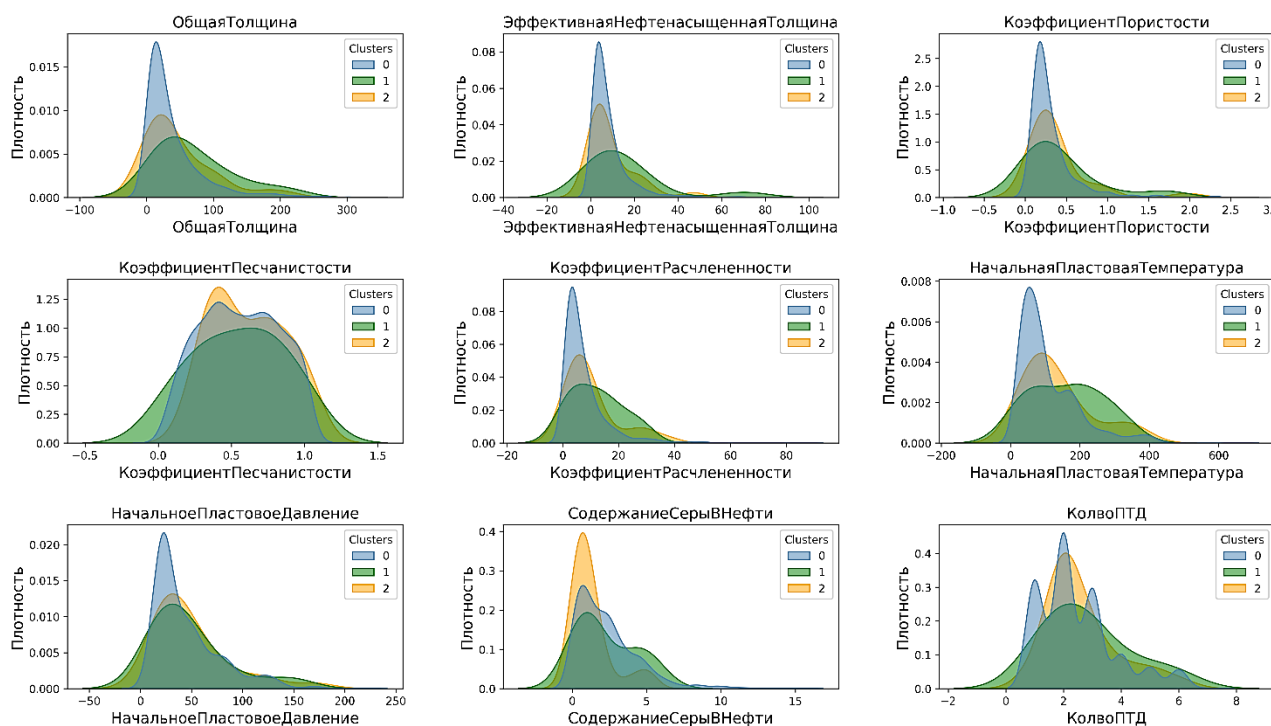 ОбщаяТолщина
Плотность
0.015
0.010
0.005
0.000
−100 0 100 200 300
Clusters
0
1
2
ОбщаяТолщина
ЭффективнаяНефтенасыщеннаяТолщина
Плотность
0.08
0.06
0.04
0.02
0.00
−40 −20 0 20 40 60 80 100
Clusters
0
1
2
ЭффективнаяНефтенасыщеннаяТолщина
КоэффициентПористости
Плотность
2.5
2.0
1.5
1.0
0.5
0.0
−1.0 −0.5 0.0 0.5 1.0 1.5 2.0 2.5
Clusters
0
1
2
КоэффициентПористости
КоэффициентПесчанистости
Плотность
1.25
1.00
0.75
0.50
0.25
0.00
−0.5 0.0 0.5 1.0 1.5
Clusters
0
1
2
КоэффициентПесчанистости
КоэффициентРасчлененности
Плотность
0.08
0.06
0.04
0.02
0.00
−20 0 20 40 60 80
Clusters
0
1
2
КоэффициентРасчлененности
НачальнаяПластоваяТемпература
Плотность
0.008
0.006
0.004
0.002
0.000
−200 0 200 400 600
Clusters
0
1
2
НачальнаяПластоваяТемпература
НачальноеПластовоеДавление
Плотность
0.020
0.015
0.010
0.005
0.000
−50 0 50 100 150 200 250
Clusters
0
1
2
НачальноеПластовоеДавление
СодержаниеСерыВНефти
Плотность
0.4
0.3
0.2
0.1
0.0
0 5 10 15
Clusters
0
1
2
СодержаниеСерыВНефти
КолвоПТД
Плотность
0.4
0.3
0.2
0.1
0.0
−2 0 2 4 6 8
Clusters
0
1
2
КолвоПТД